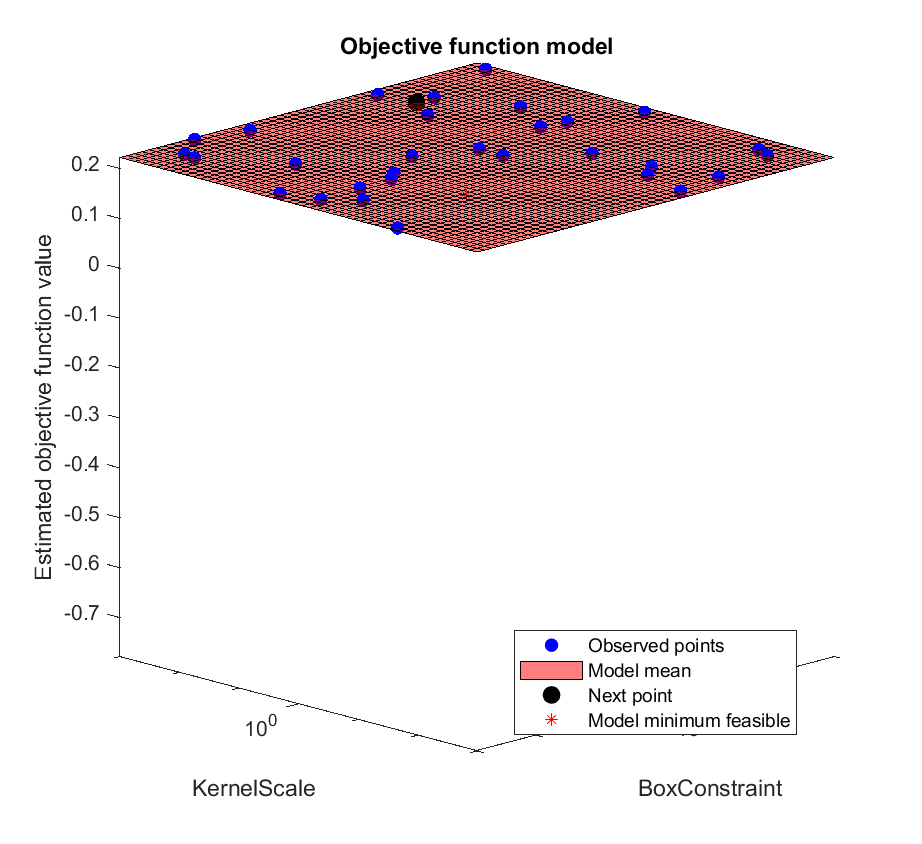 Objective function model
0.2
0.1
0
-0.1
-0.2
-0.3
-0.4
-0.5
-0.6
-0.7
Estimated objective function value
Observed points
Model mean
Next point
Model minimum feasible
10^0
KernelScale
BoxConstraint